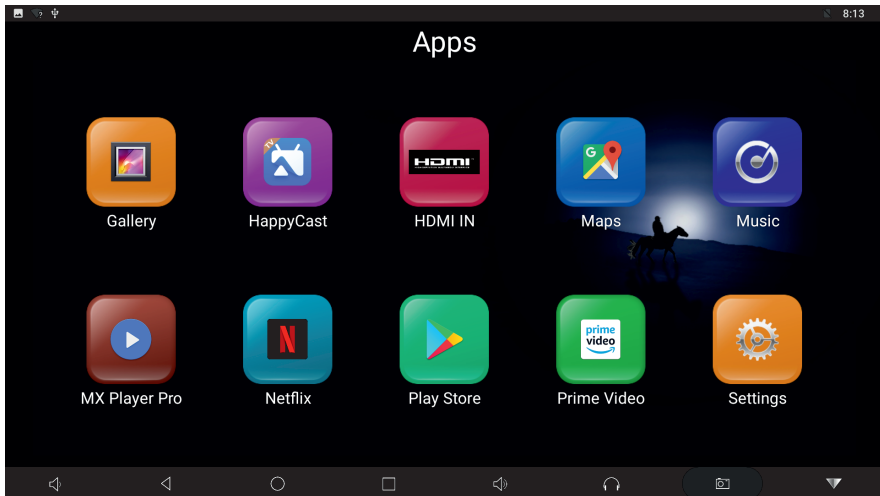 8:13
Apps
TV
HDMI
G
Gallery
HappyCast
HDMI IN
Maps
Music
N
prime
video
MX Player Pro
Netflix
Play Store
Prime Video
Settings